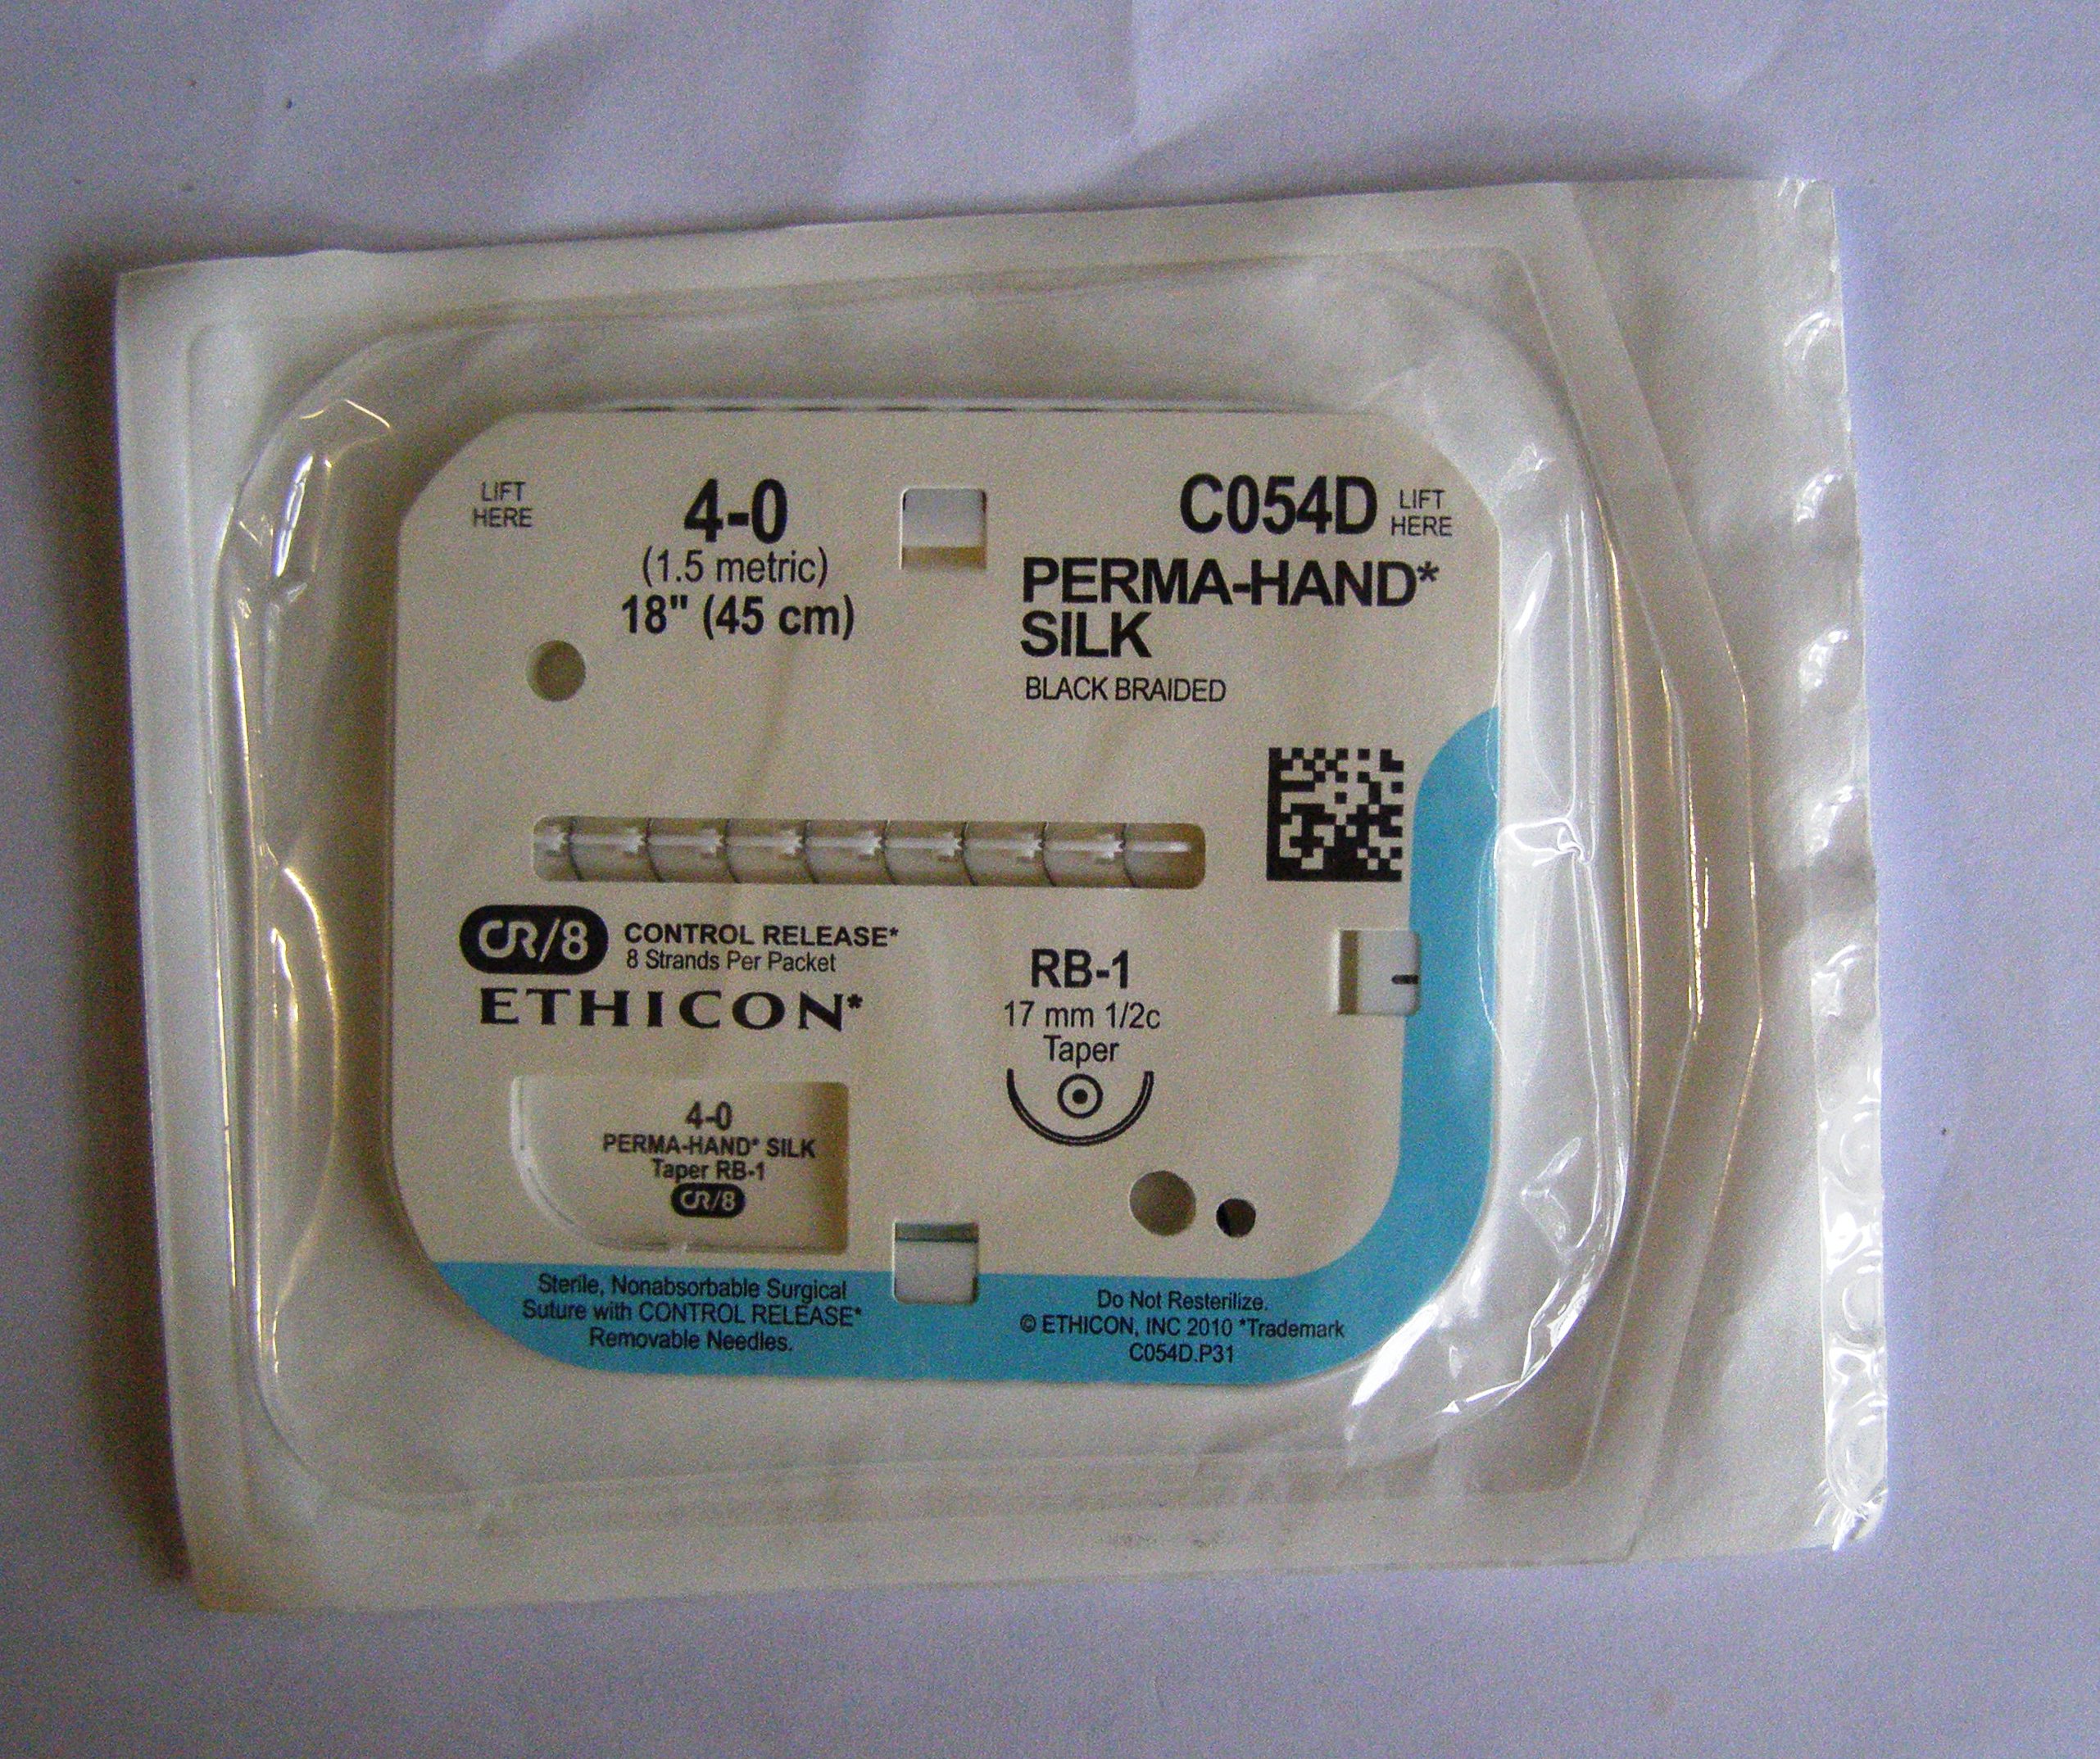 LIFT
HERE
4-0
(1.5 metric)
18" (45 cm)
C054D
LIFT
HERE
PERMA-HAND*
SILK
BLACK BRAIDED
CR/8
CONTROL RELEASE*
8 Strands Per Packet
ETHICON*
RB-1
17 mm 1/2c
Taper
4-0
PERMA-HAND* SILK
Taper RB-1
CR/8
Sterile, Nonabsorbable Surgical
Suture with CONTROL RELEASE*
Removable Needles.
Do Not Resterilize.
© ETHICON, INC 2010 *Trademark
C054D.P31